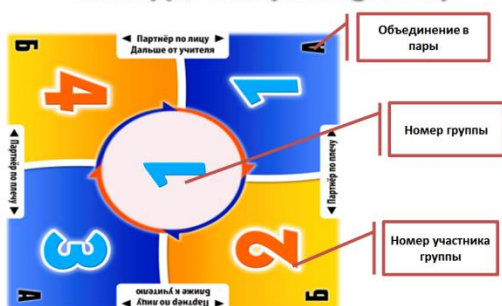 Объединение в
пары
Б
А
◄ Партнёр по лицу ►
Дальше от учителя
4
1
Номер группы
◄ Партнёр по плечу ►
1
◄ Партнёр по плечу ►
3
2
Номер участника
группы
А
Б
Ближе к учителю
◄ Партнёр по лицу ►